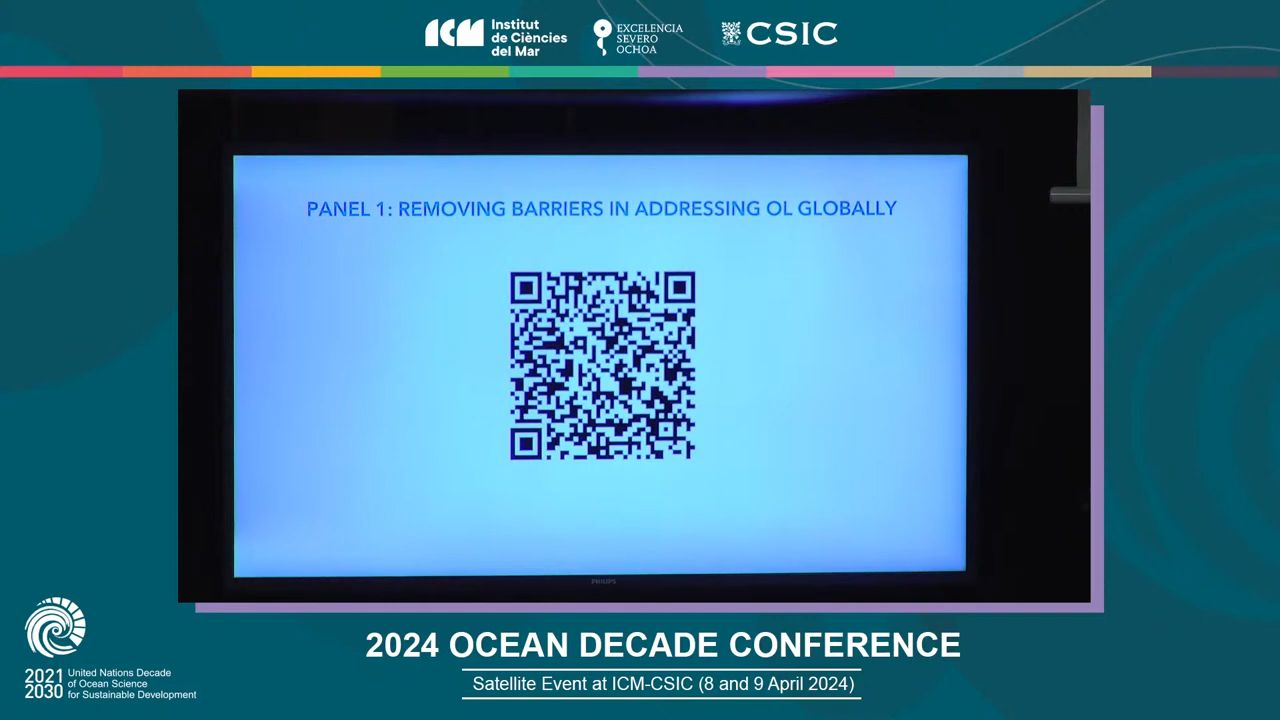 ICM
Institut
de Ciències
del Mar
EXCELENCIA
SEVERO
OCHOA
CSIC
PANEL 1: REMOVING BARRIERS IN ADDRESSING OL GLOBALLY
PHILIPS
2024 OCEAN DECADE CONFERENCE
Satellite Event at ICM-CSIC (8 and 9 April 2024)
2021
2030
United Nations Decade
of Ocean Science
for Sustainable Development